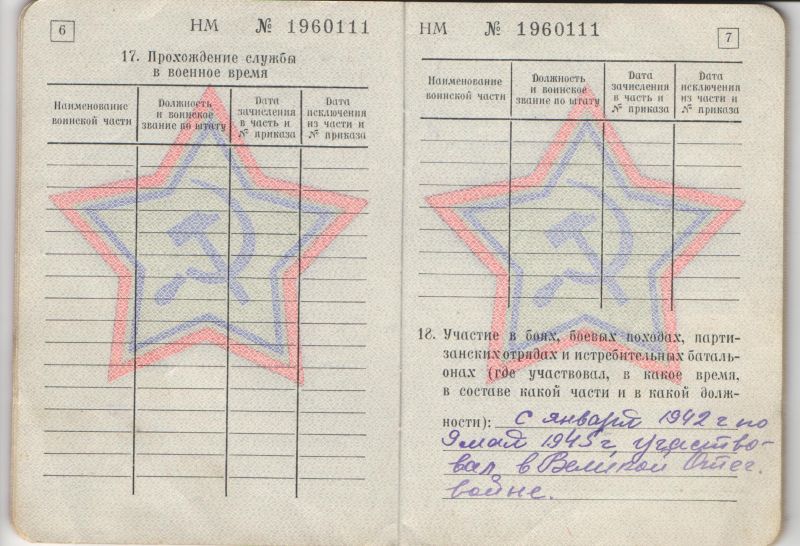 6
НМ № 1960111
17. Прохождение службы
в военное время
Наименование
воинской части
Должность
и воинское
звание по штату
Дата
зачисления
в часть и
№ приказа
Дата
исключения
из части и
№ приказа
НМ № 1960111
7
Наименование
воинской части
Должность
и воинское
звание по штату
Дата
зачисления
в часть и
№ приказа
Дата
исключения
из части и
№ приказа
18. Участие в боях, боевых походах, парти-
занских отрядах и истребительных баталь-
онах (где участвовал, в какое время,
в составе какой части и в какой долж-
ности): с января 1942 г по
9 мая 1945 г. участво-
вал в Великой Отеч.
войне.